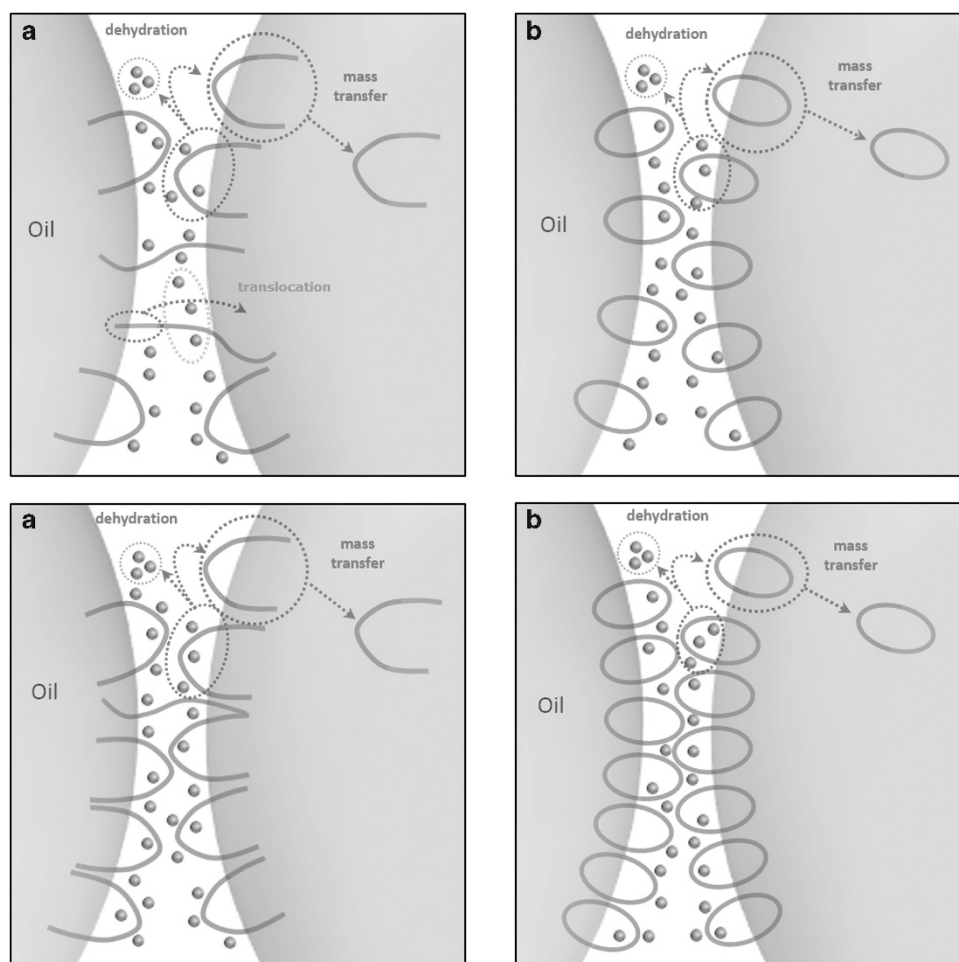 a
dehydration
mass
transfer
Oil
translocation
b
dehydration
mass
transfer
Oil
a
dehydration
mass
transfer
Oil
b
dehydration
mass
transfer
Oil